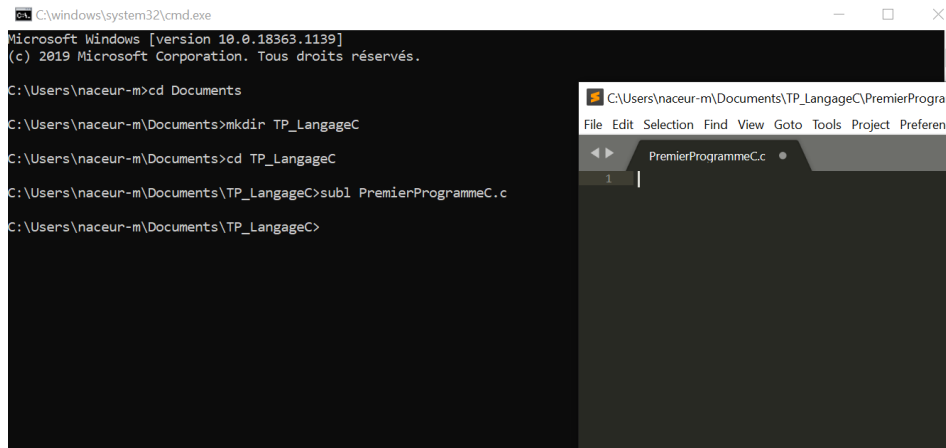 C:\windows\system32\cmd.exe
Microsoft Windows [version 10.0.18363.1139]
(c) 2019 Microsoft Corporation. Tous droits réservés.
C:\Users\naceur-m>cd Documents
C:\Users\naceur-m\Documents>mkdir TP_LangageC
C:\Users\naceur-m\Documents>cd TP_LangageC
C:\Users\naceur-m\Documents\TP_LangageC>subl PremierProgrammeC.c
C:\Users\naceur-m\Documents\TP_LangageC>
C:\Users\naceur-m\Documents\TP_LangageC\PremierProgra
File Edit Selection Find View Goto Tools Project Preferen
PremierProgrammeC.c
1